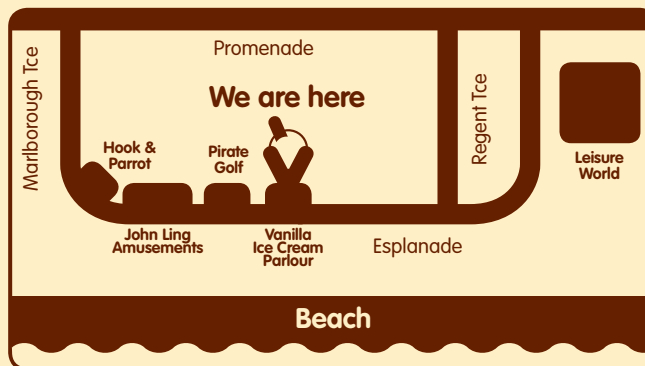 Promenade
We are here
Marlborough Tce
Regent Tce
Hook &
Parrot
Pirate
Golf
Leisure
World
John Ling
Amusements
Vanilla
Ice Cream
Parlour
Esplanade
Beach